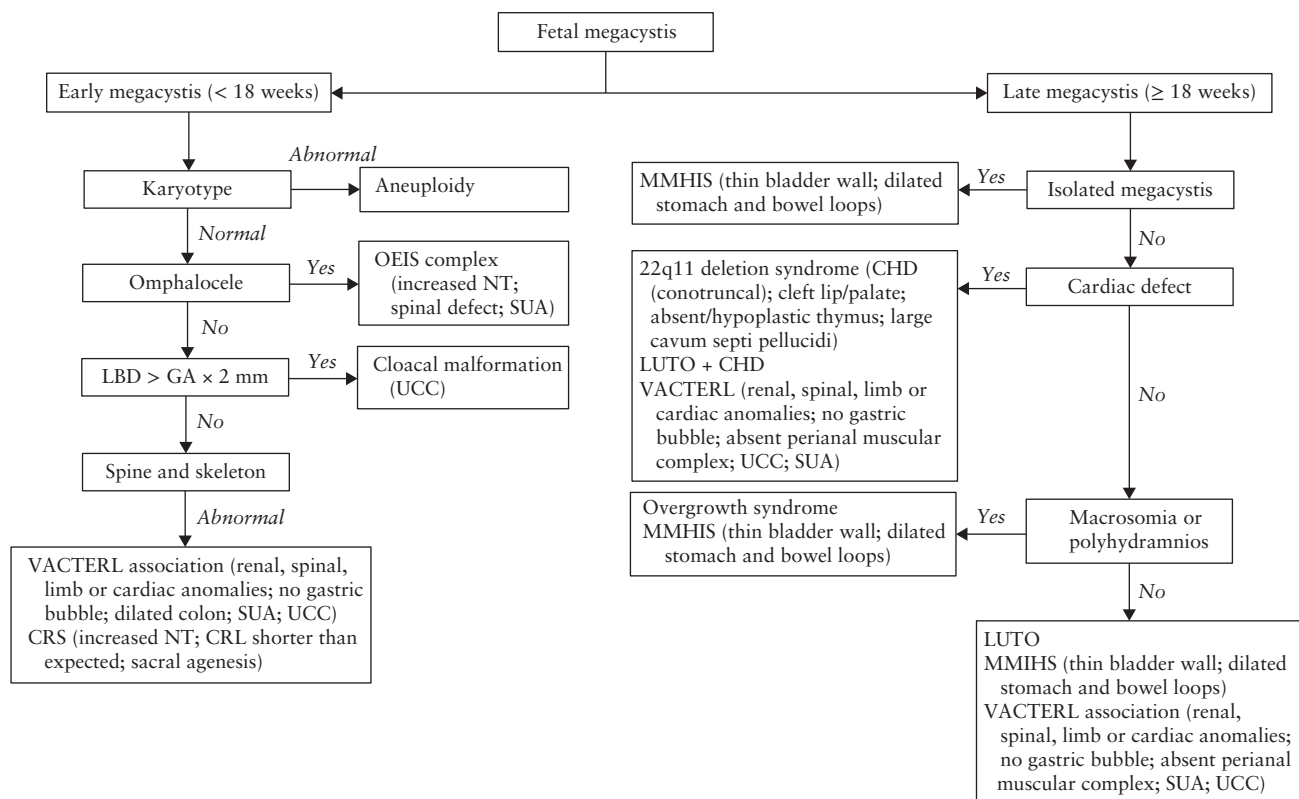 Fetal megacystis
Early megacystis (< 18 weeks)
Late megacystis (≥ 18 weeks)
Abnormal
Karyotype
Aneuploidy
Normal
Omphalocele
Yes
OEIS complex
(increased NT;
spinal defect; SUA)
No
LBD > GA × 2 mm
Yes
Cloacal malformation
(UCC)
No
Spine and skeleton
Abnormal
VACTERL association (renal, spinal,
limb or cardiac anomalies; no gastric
bubble; dilated colon; SUA; UCC)
CRS (increased NT; CRL shorter than
expected; sacral agenesis)
MMHIS (thin bladder wall; dilated
stomach and bowel loops)
Yes
Isolated megacystis
No
22q11 deletion syndrome (CHD
(conotruncal); cleft lip/palate;
absent/hypoplastic thymus; large
cavum septi pellucidi)
LUTO + CHD
VACTERL (renal, spinal, limb or
cardiac anomalies; no gastric
bubble; absent perianal muscular
complex; UCC; SUA)
Yes
Cardiac defect
No
Overgrowth syndrome
MMHIS (thin bladder wall; dilated
stomach and bowel loops)
Yes
Macrosomia or
polyhydramnios
No
LUTO
MMIHS (thin bladder wall; dilated
stomach and bowel loops)
VACTERL association (renal,
spinal, limb or cardiac anomalies;
no gastric bubble; absent perianal
muscular complex; SUA; UCC)